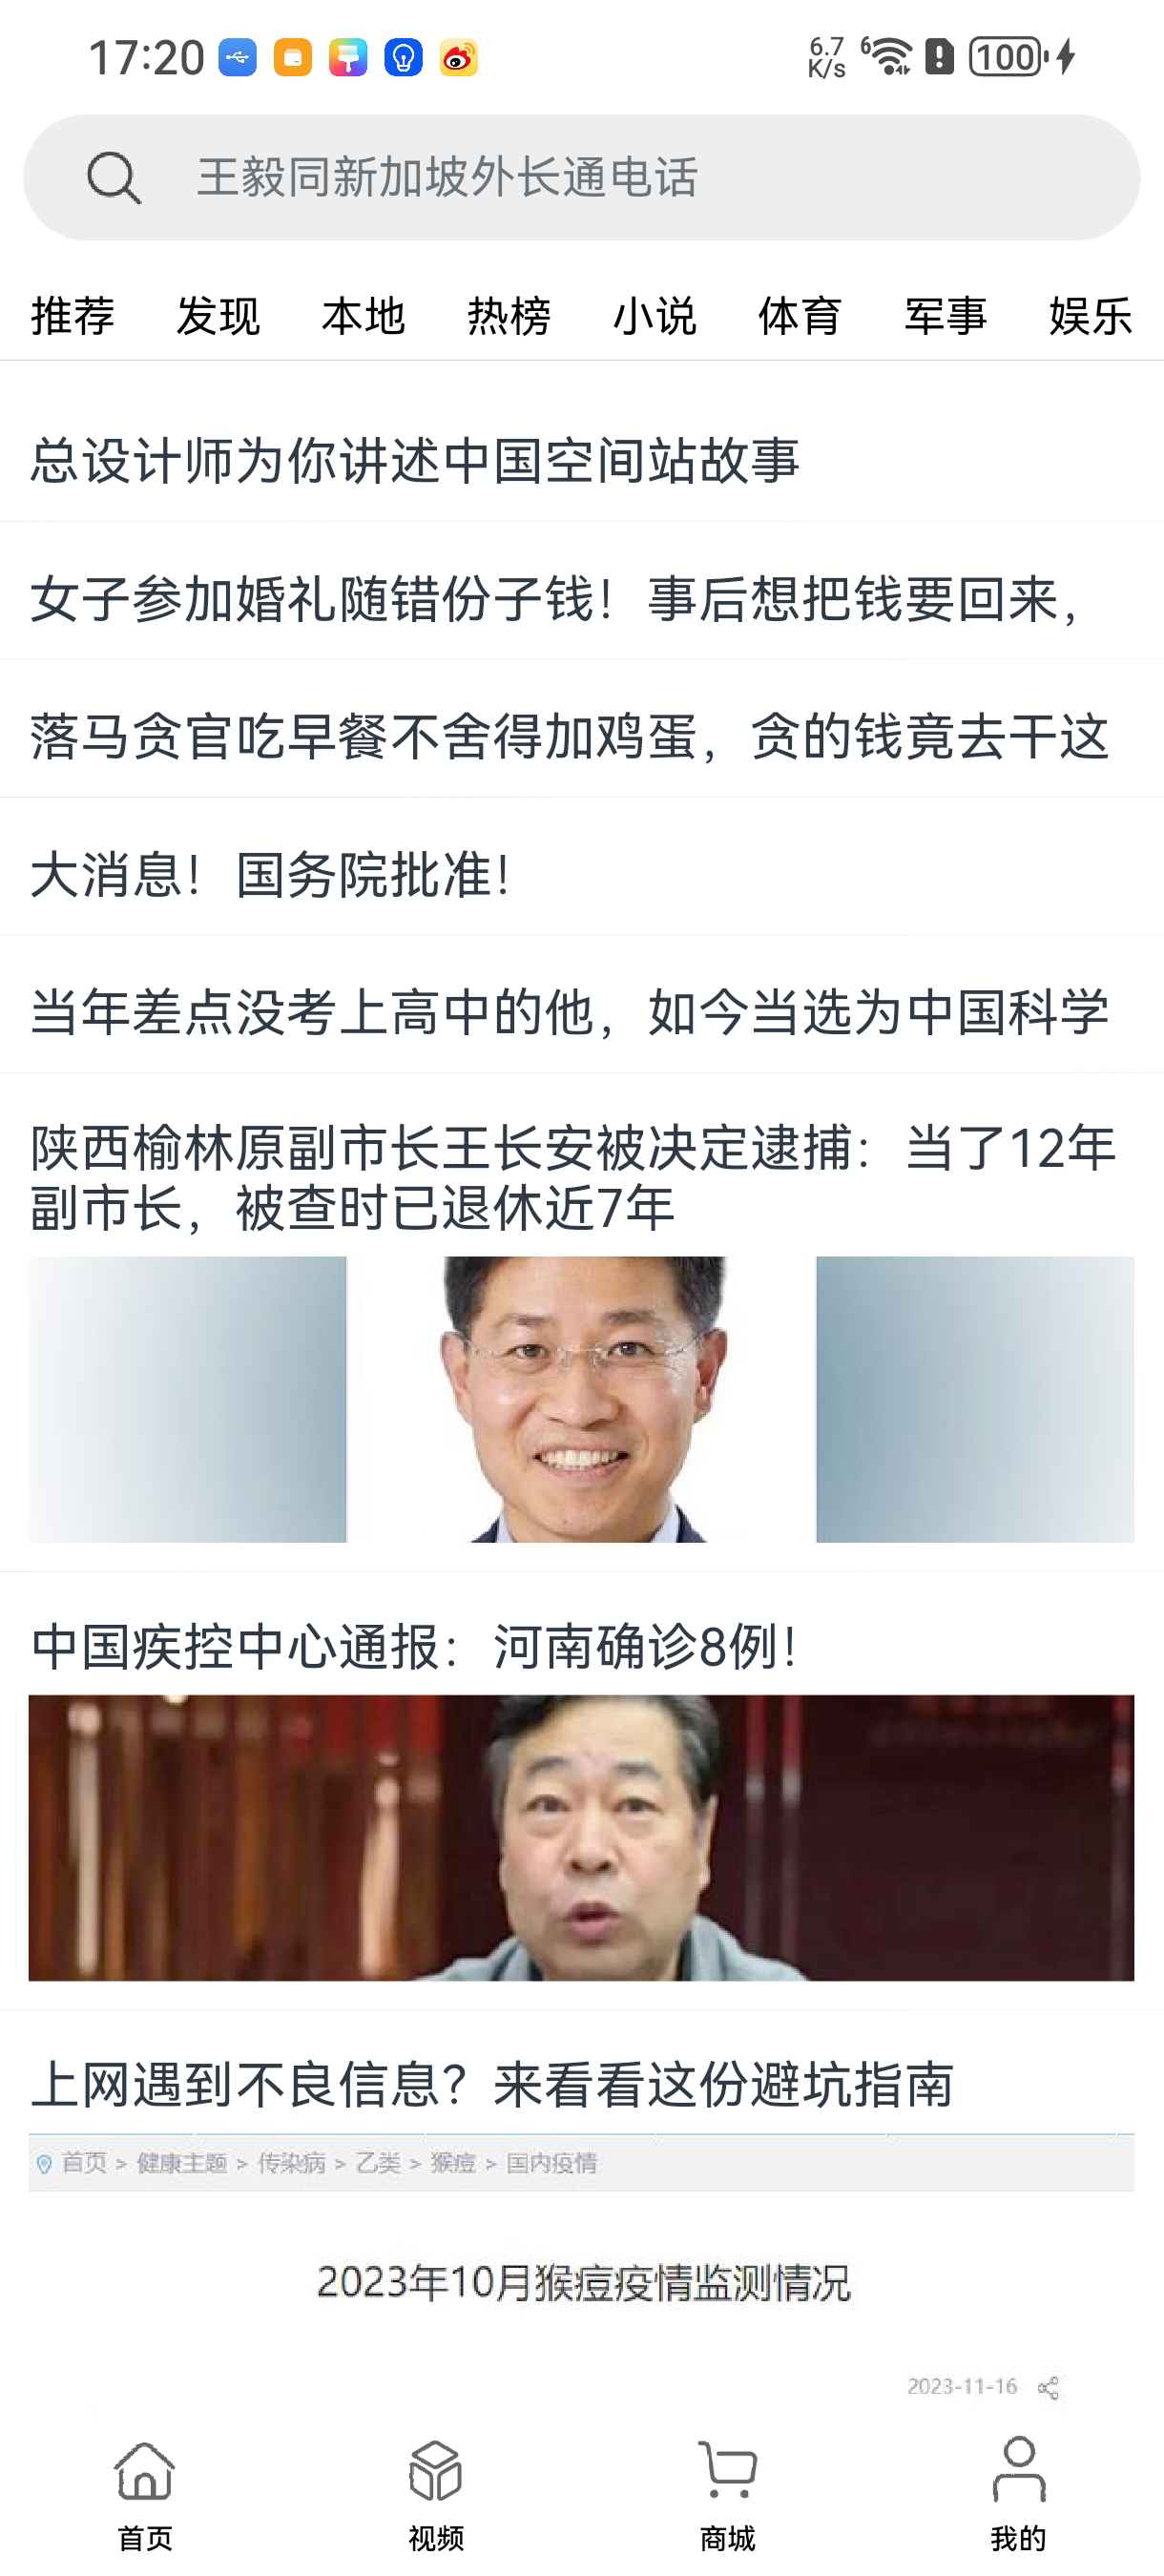 17:20
6.7 K/s
6
100
王毅同新加坡外长通电话
推荐 发现 本地 热榜 小说 体育 军事 娱乐
总设计师为你讲述中国空间站故事
女子参加婚礼随错份子钱！事后想把钱要回来，
落马贪官吃早餐不舍得加鸡蛋，贪的钱竟去干这
大消息！国务院批准！
当年差点没考上高中的他，如今当选为中国科学
陕西榆林原副市长王长安被决定逮捕：当了12年
副市长，被查时已退休近7年
中国疾控中心通报：河南确诊8例！
上网遇到不良信息？来看看这份避坑指南
首页 > 健康主题 > 传染病 > 乙类 > 猴痘 > 国内疫情
2023年10月猴痘疫情监测情况
2023-11-16
首页 视频 商城 我的